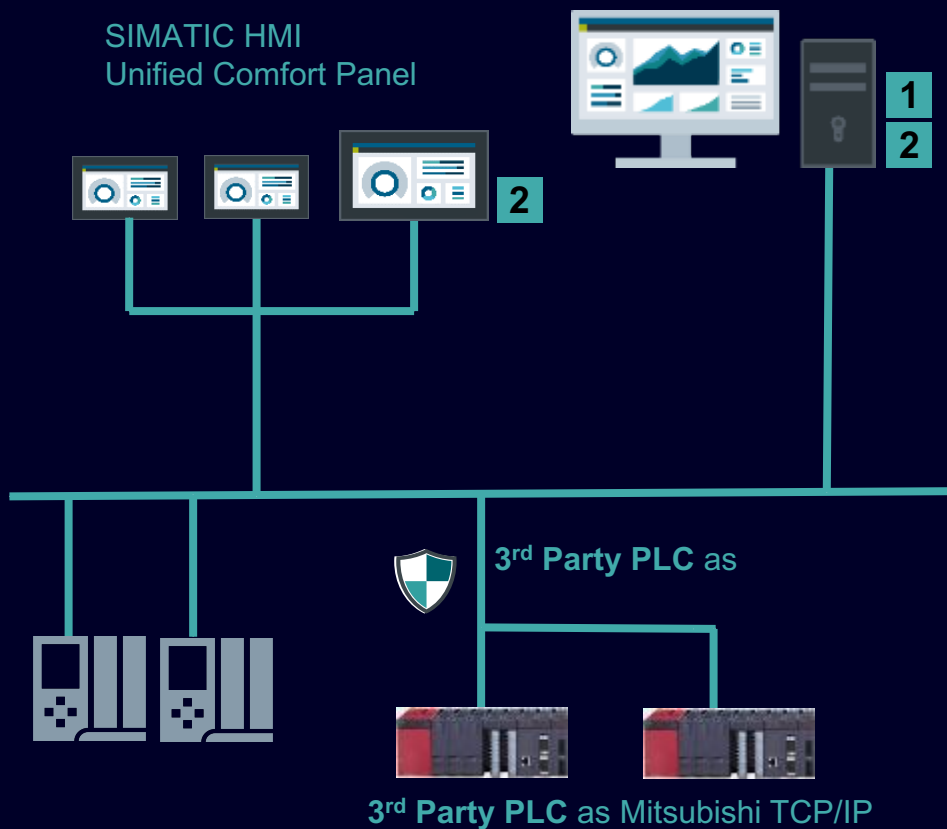 SIMATIC HMI
Unified Comfort Panel
1
2
2
3rd Party PLC as
3rd Party PLC as Mitsubishi TCP/IP